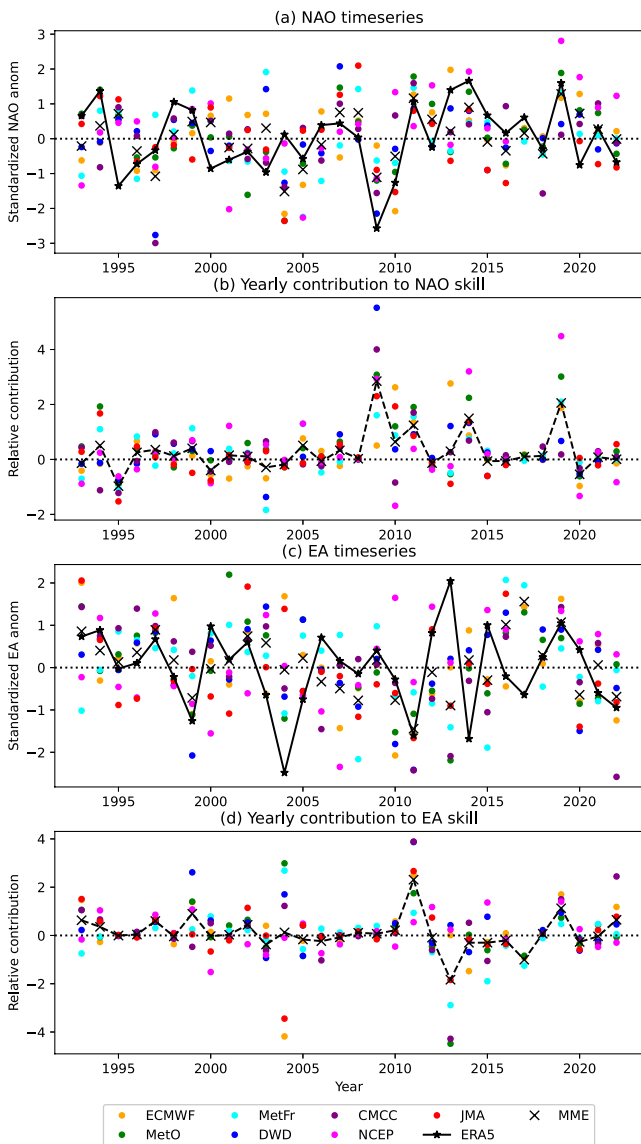 (a) NAO timeseries
3
2
1
0
−1
−2
−3
Standardized NAO anom
1995 2000 2005 2010 2015 2020
(b) Yearly contribution to NAO skill
4
2
0
−2
Relative contribution
1995 2000 2005 2010 2015 2020
(c) EA timeseries
2
1
0
−1
−2
Standardized EA anom
1995 2000 2005 2010 2015 2020
(d) Yearly contribution to EA skill
4
2
0
−2
−4
Relative contribution
1995 2000 2005 2010 2015 2020
Year
ECMWF MetFr CMCC JMA MME
MetO DWD NCEP ERA5